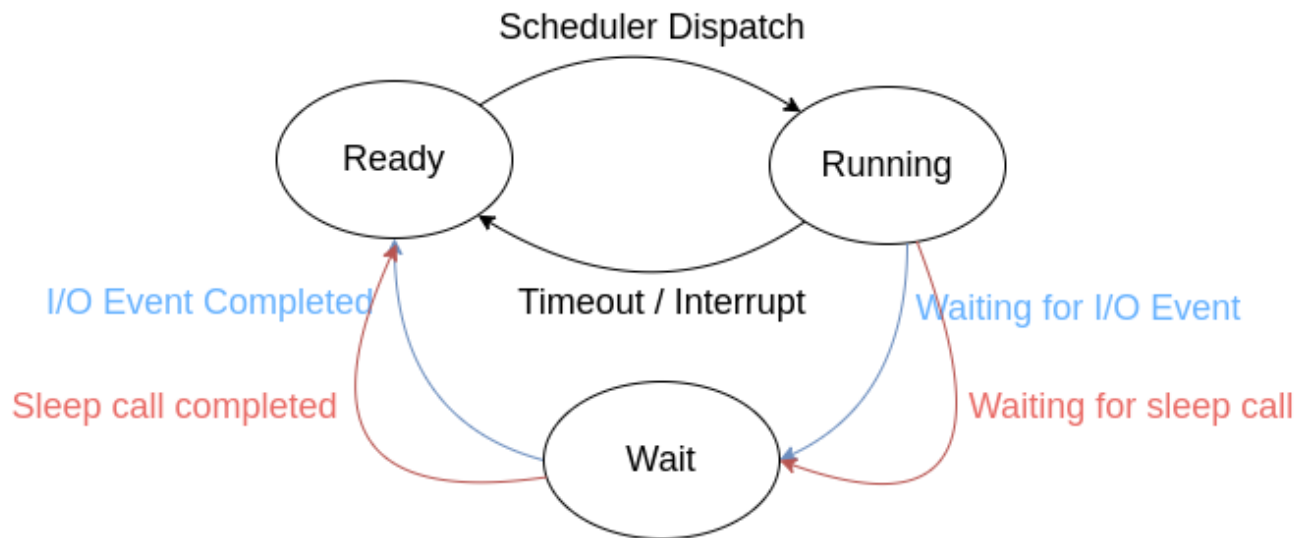 Scheduler Dispatch
Ready
Running
I/O Event Completed
Timeout / Interrupt
Waiting for I/O Event
Sleep call completed
Waiting for sleep call
Wait